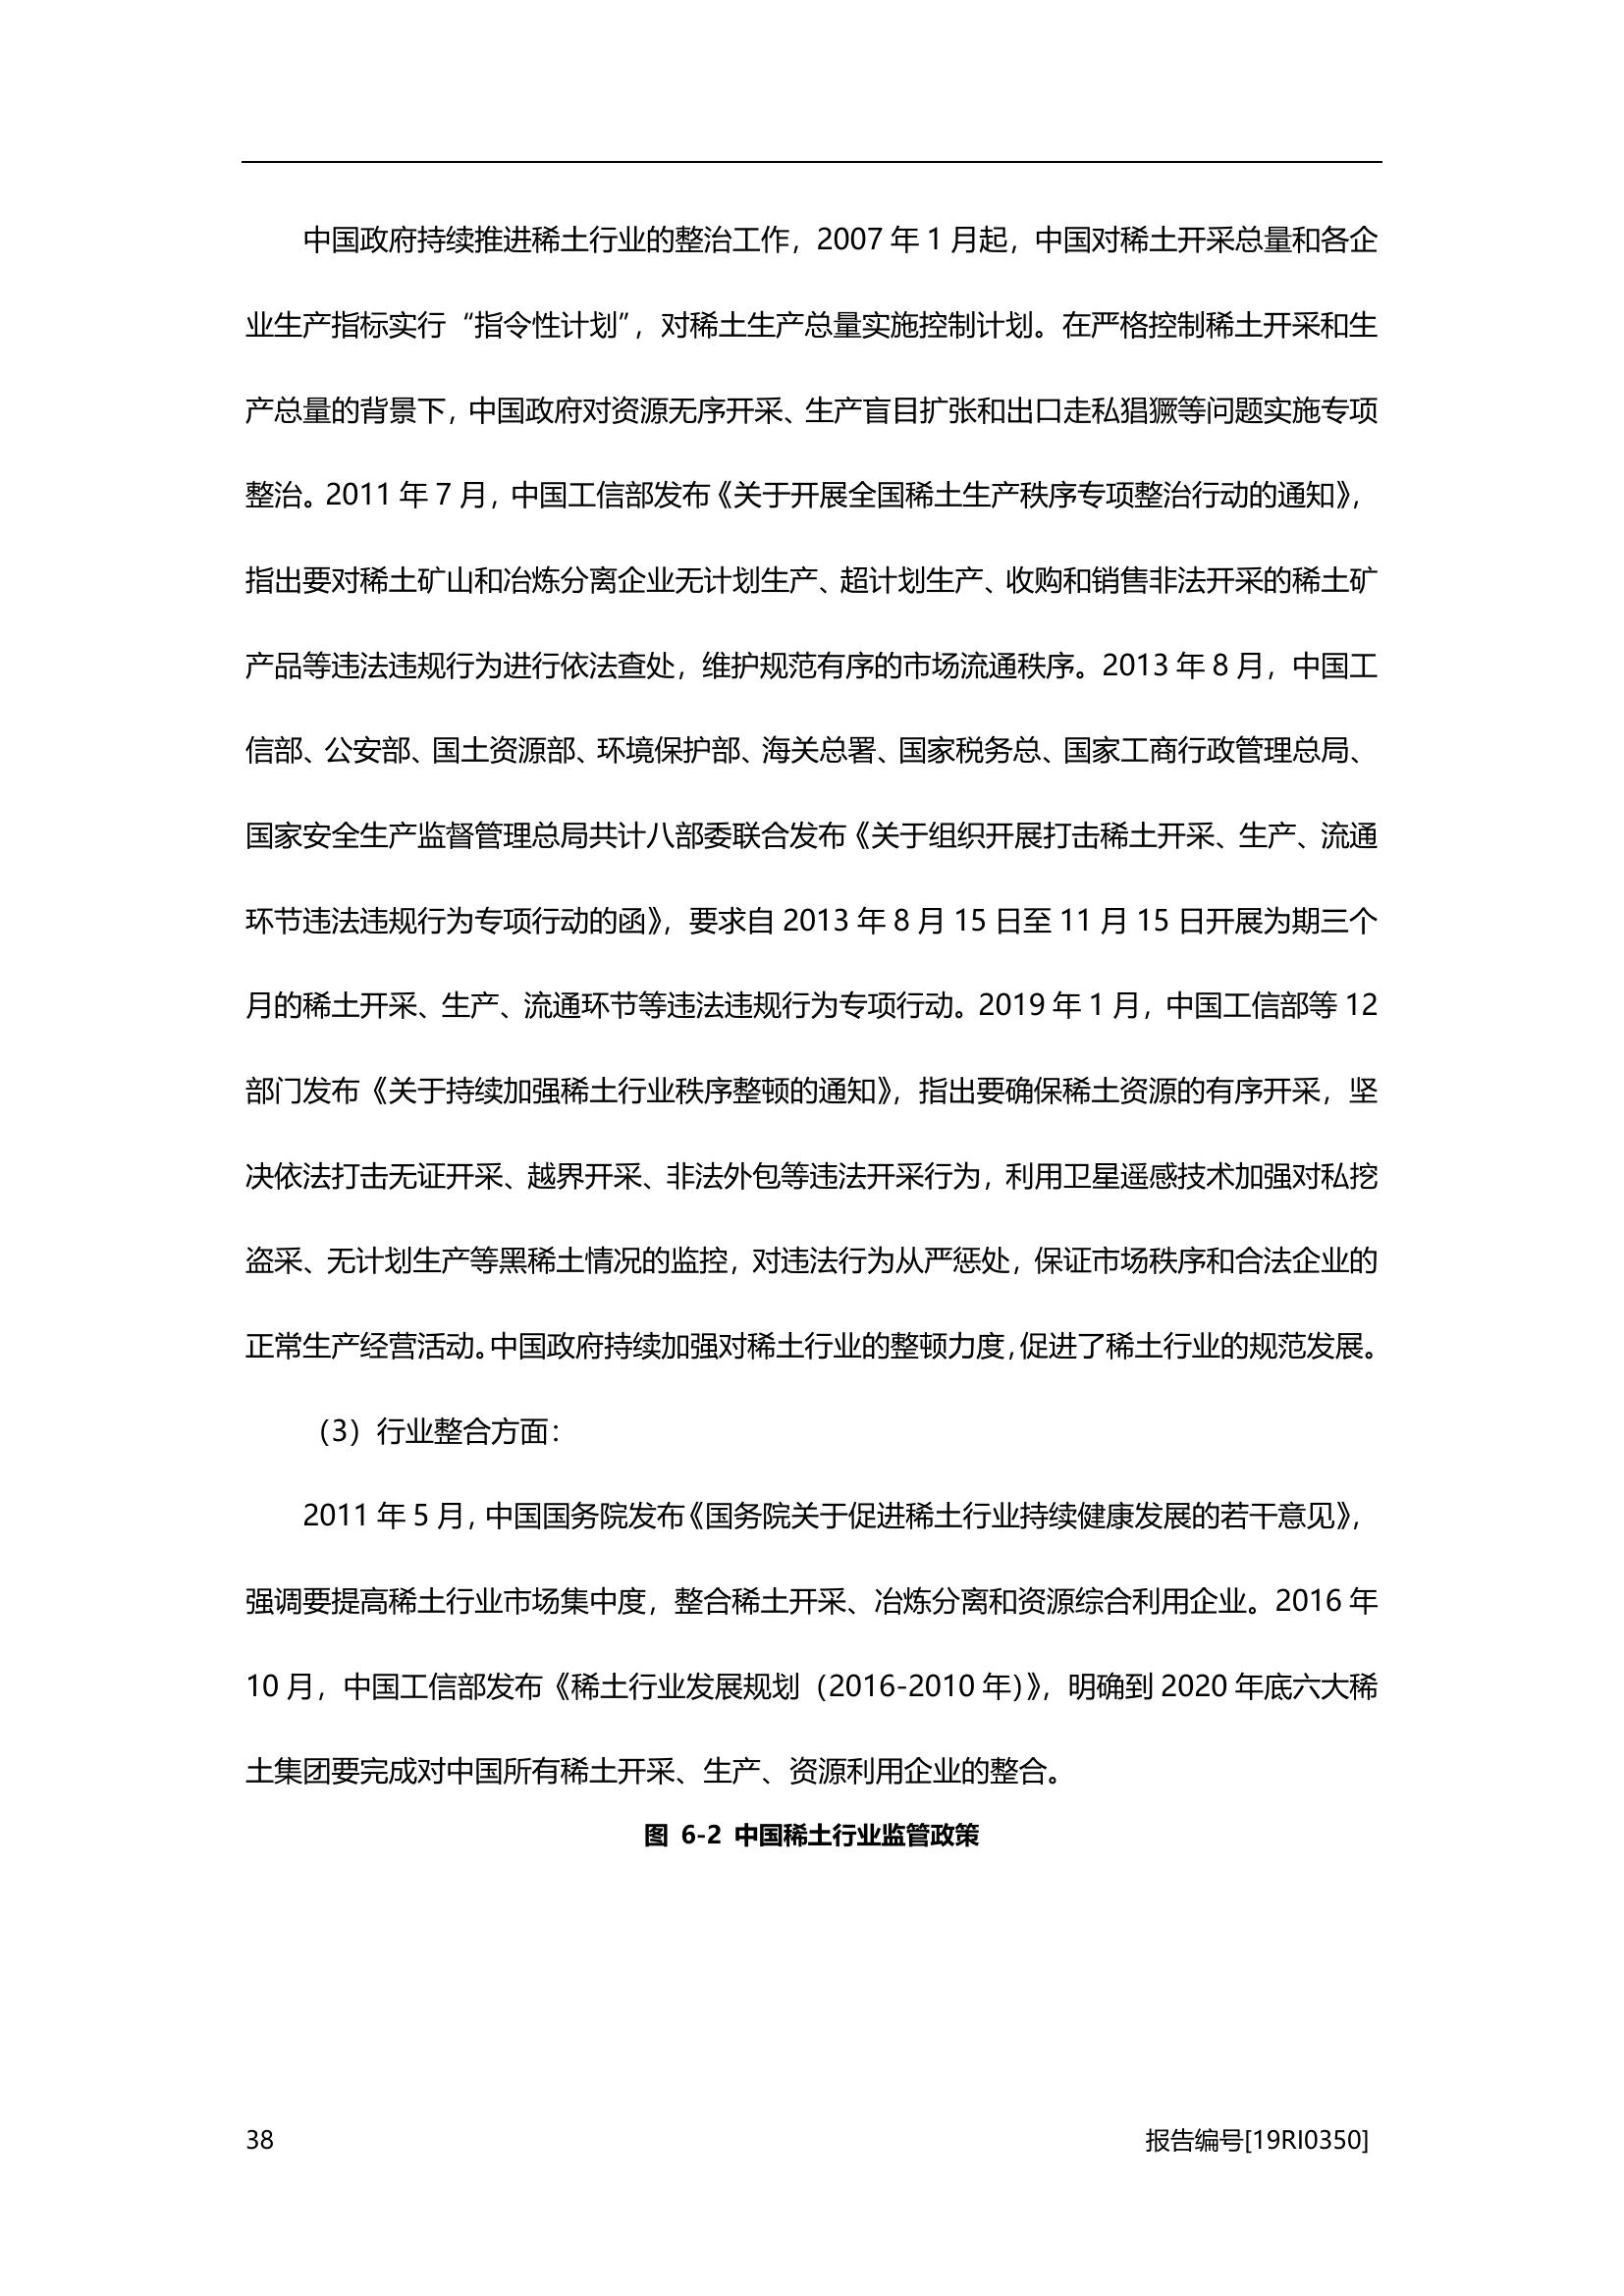 中国政府持续推进稀土行业的整治工作，2007 年 1 月起，中国对稀土开采总量和各企
业生产指标实行“指令性计划”，对稀土生产总量实施控制计划。在严格控制稀土开采和生
产总量的背景下，中国政府对资源无序开采、生产盲目扩张和出口走私猖獗等问题实施专项
整治。2011 年 7 月，中国工信部发布《关于开展全国稀土生产秩序专项整治行动的通知》，
指出要对稀土矿山和冶炼分离企业无计划生产、超计划生产、收购和销售非法开采的稀土矿
产品等违法违规行为进行依法查处，维护规范有序的市场流通秩序。2013 年 8 月，中国工
信部、公安部、国土资源部、环境保护部、海关总署、国家税务总、国家工商行政管理总局、
国家安全生产监督管理总局共计八部委联合发布《关于组织开展打击稀土开采、生产、流通
环节违法违规行为专项行动的函》，要求自 2013 年 8 月 15 日至 11 月 15 日开展为期三个
月的稀土开采、生产、流通环节等违法违规行为专项行动。2019 年 1 月，中国工信部等 12
部门发布《关于持续加强稀土行业秩序整顿的通知》，指出要确保稀土资源的有序开采，坚
决依法打击无证开采、越界开采、非法外包等违法开采行为，利用卫星遥感技术加强对私挖
盗采、无计划生产等黑稀土情况的监控，对违法行为从严惩处，保证市场秩序和合法企业的
正常生产经营活动。中国政府持续加强对稀土行业的整顿力度，促进了稀土行业的规范发展。
（3）行业整合方面：
2011 年 5 月，中国国务院发布《国务院关于促进稀土行业持续健康发展的若干意见》，
强调要提高稀土行业市场集中度，整合稀土开采、冶炼分离和资源综合利用企业。2016 年
10 月，中国工信部发布《稀土行业发展规划（2016-2010 年）》，明确到 2020 年底六大稀
土集团要完成对中国所有稀土开采、生产、资源利用企业的整合。
图 6-2 中国稀土行业监管政策
38 报告编号[19RI0350]